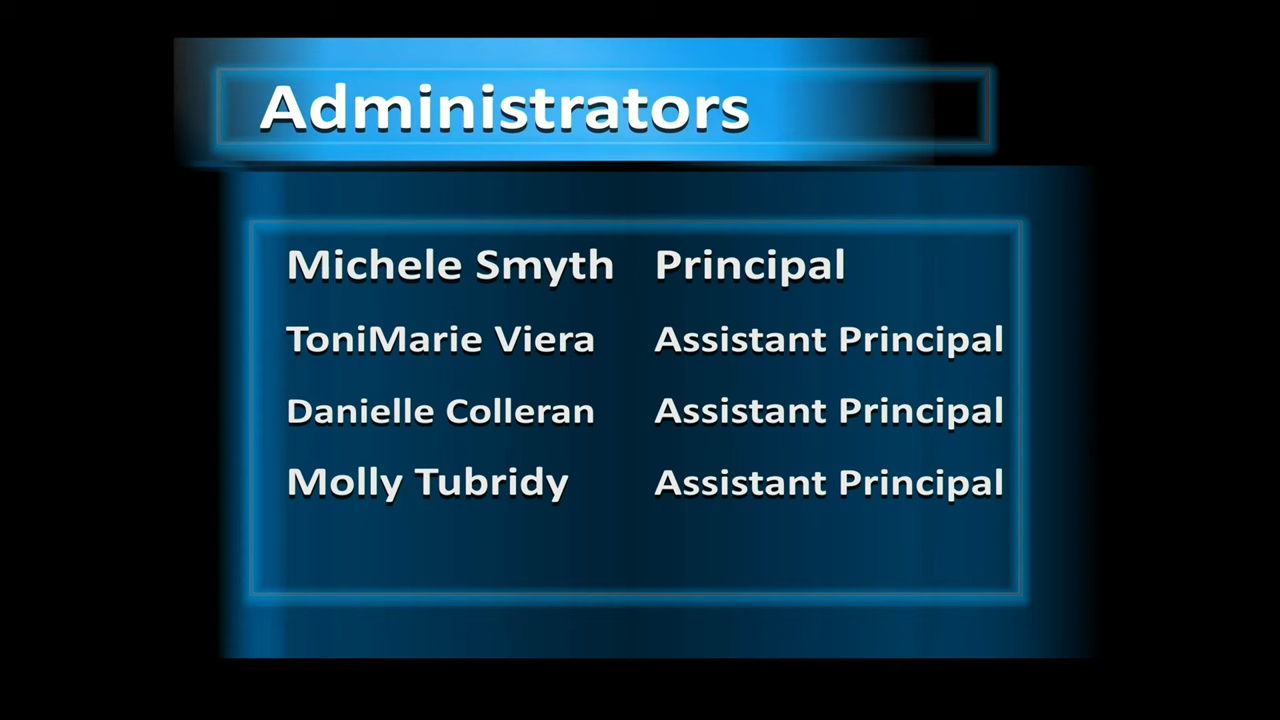 Administrators
Michele Smyth Principal
ToniMarie Viera Assistant Principal
Danielle Colleran Assistant Principal
Molly Tubridy Assistant Principal